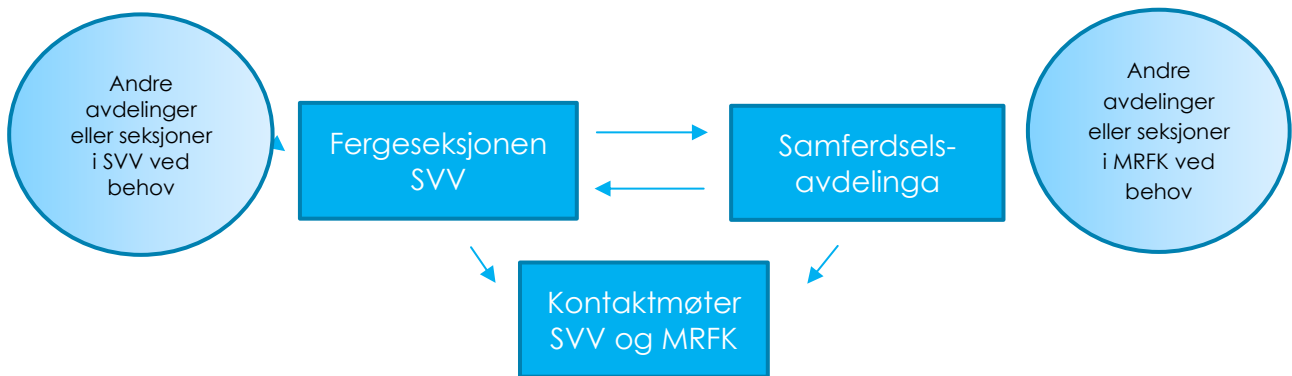 Andre
avdelinger
eller seksjoner
i SVV ved
behov
Fergeseksjonen
SVV
Samferdsels-
avdelinga
Andre
avdelinger
eller seksjoner
i MRFK ved
behov
Kontaktmøter
SVV og MRFK